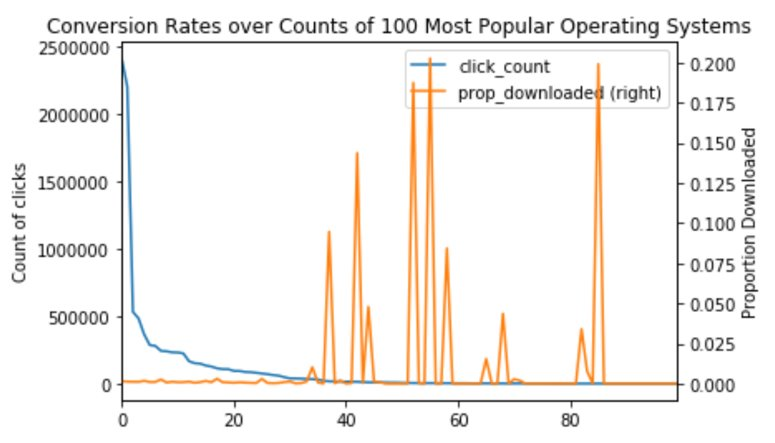 Conversion Rates over Counts of 100 Most Popular Operating Systems
click_count
prop_downloaded (right)
Count of clicks
2500000
2000000
1500000
1000000
500000
0
Proportion Downloaded
0.200
0.175
0.150
0.125
0.100
0.075
0.050
0.025
0.000
0 20 40 60 80